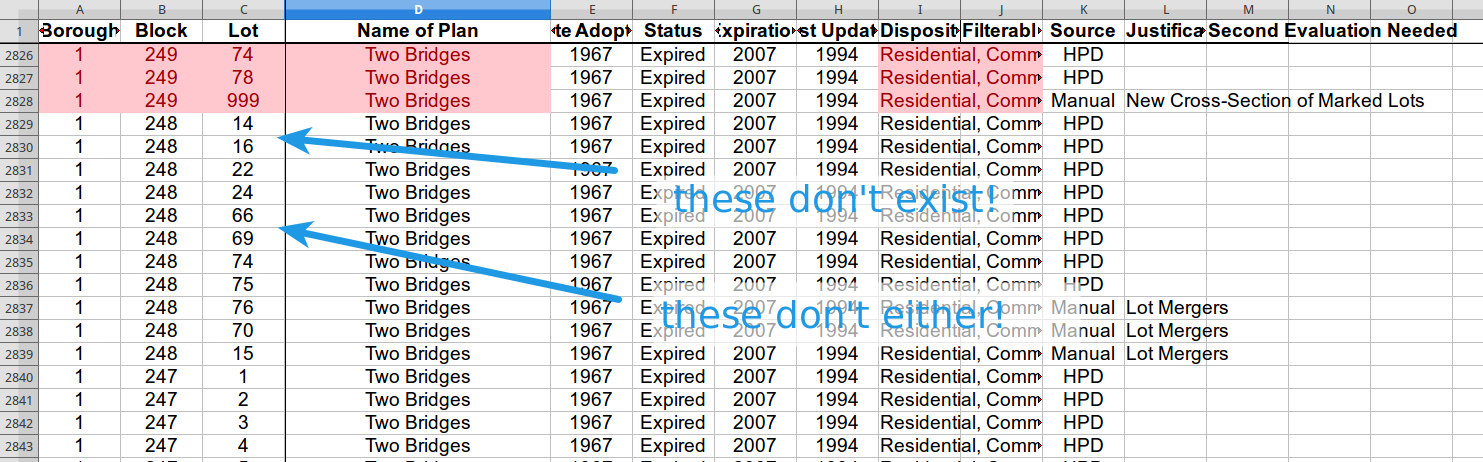 A B C D E F G H I J K L M N O
1 Borough Block Lot Name of Plan te Adopt Status xpiratio st Updat Disposit Filterabl Source Justifica Second Evaluation Needed
2826 1 249 74 Two Bridges 1967 Expired 2007 1994 Residential, Comm HPD
2827 1 249 78 Two Bridges 1967 Expired 2007 1994 Residential, Comm HPD
2828 1 249 999 Two Bridges 1967 Expired 2007 1994 Residential, Comm Manual New Cross-Section of Marked Lots
2829 1 248 14 Two Bridges 1967 Expired 2007 1994 Residential, Comm HPD
2830 1 248 16 Two Bridges 1967 Expired 2007 1994 Residential, Comm HPD
2831 1 248 22 Two Bridges 1967 Expired 2007 1994 Residential, Comm HPD
2832 1 248 24 Two Bridges 1967 Expired 2007 1994 Residential, Comm HPD
these don't exist!
2833 1 248 66 Two Bridges 1967 Expired 2007 1994 Residential, Comm HPD
2834 1 248 69 Two Bridges 1967 Expired 2007 1994 Residential, Comm HPD
2835 1 248 74 Two Bridges 1967 Expired 2007 1994 Residential, Comm HPD
2836 1 248 75 Two Bridges 1967 Expired 2007 1994 Residential, Comm HPD
2837 1 248 76 Two Bridges 1967 Expired 2007 1994 Residential, Comm Manual Lot Mergers
these don't either!
2838 1 248 70 Two Bridges 1967 Expired 2007 1994 Residential, Comm Manual Lot Mergers
2839 1 248 15 Two Bridges 1967 Expired 2007 1994 Residential, Comm Manual Lot Mergers
2840 1 247 1 Two Bridges 1967 Expired 2007 1994 Residential, Comm HPD
2841 1 247 2 Two Bridges 1967 Expired 2007 1994 Residential, Comm HPD
2842 1 247 3 Two Bridges 1967 Expired 2007 1994 Residential, Comm HPD
2843 1 247 4 Two Bridges 1967 Expired 2007 1994 Residential, Comm HPD